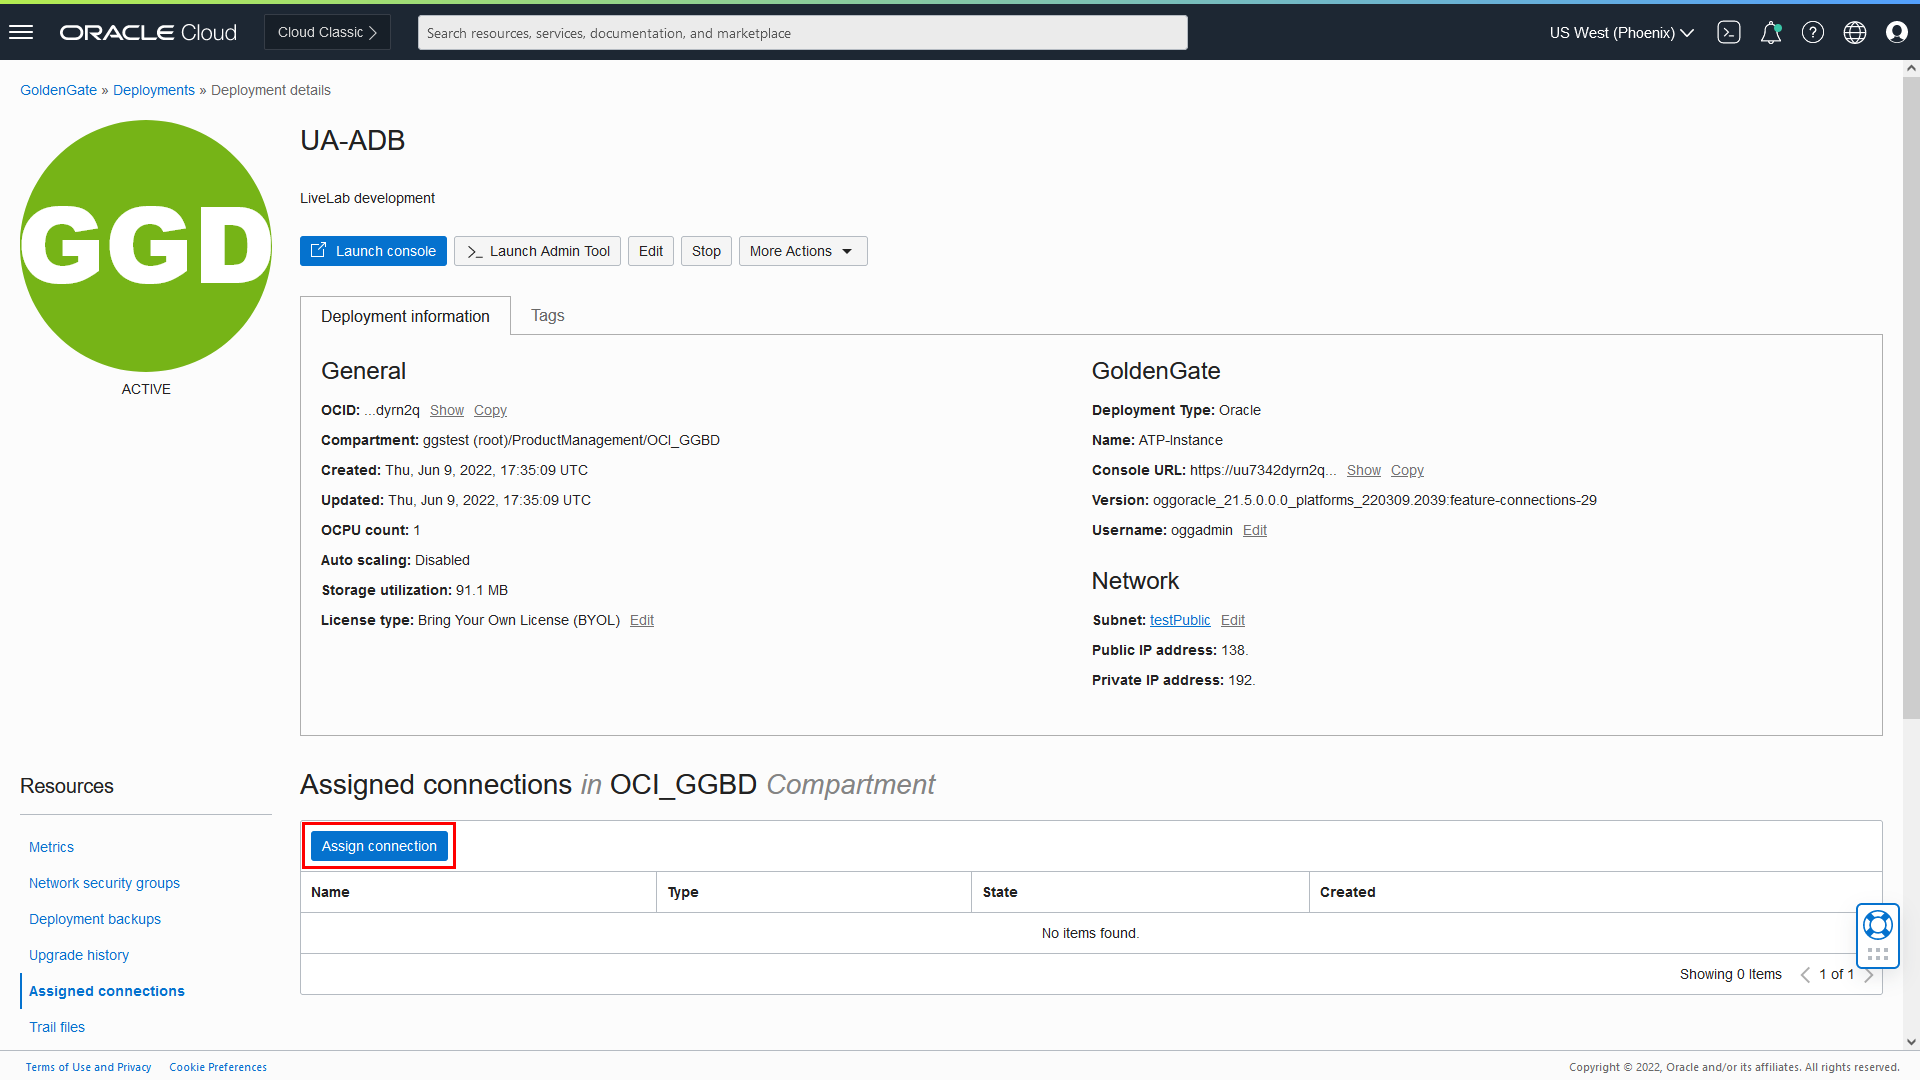 ORACLE Cloud
Cloud Classic
Search resources, services, documentation, and marketplace
US West (Phoenix)
GoldenGate » Deployments » Deployment details
GGD
ACTIVE
UA-ADB
LiveLab development
Launch console
Launch Admin Tool
Edit
Stop
More Actions
Deployment information
Tags
General
OCID: ...dyrn2q Show Copy
Compartment: ggstest (root)/ProductManagement/OCI_GGBD
Created: Thu, Jun 9, 2022, 17:35:09 UTC
Updated: Thu, Jun 9, 2022, 17:35:09 UTC
OCPU count: 1
Auto scaling: Disabled
Storage utilization: 91.1 MB
License type: Bring Your Own License (BYOL) Edit
GoldenGate
Deployment Type: Oracle
Name: ATP-Instance
Console URL: https://uu7342dyrn2q... Show Copy
Version: oggoracle_21.5.0.0.0_platforms_220309.2039:feature-connections-29
Username: oggadmin Edit
Network
Subnet: testPublic Edit
Public IP address: 138.
Private IP address: 192.
Resources
Metrics
Network security groups
Deployment backups
Upgrade history
Assigned connections
Trail files
Assigned connections in OCI_GGBD Compartment
Assign connection
Name Type State Created
No items found.
Showing 0 Items 1 of 1
Terms of Use and Privacy Cookie Preferences
Copyright © 2022, Oracle and/or its affiliates. All rights reserved.